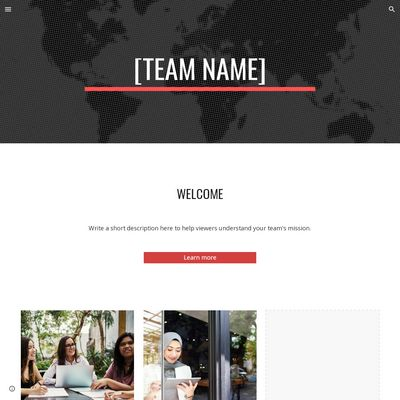 [TEAM NAME]
WELCOME
Write a short description here to help viewers understand your team's mission.
Learn more